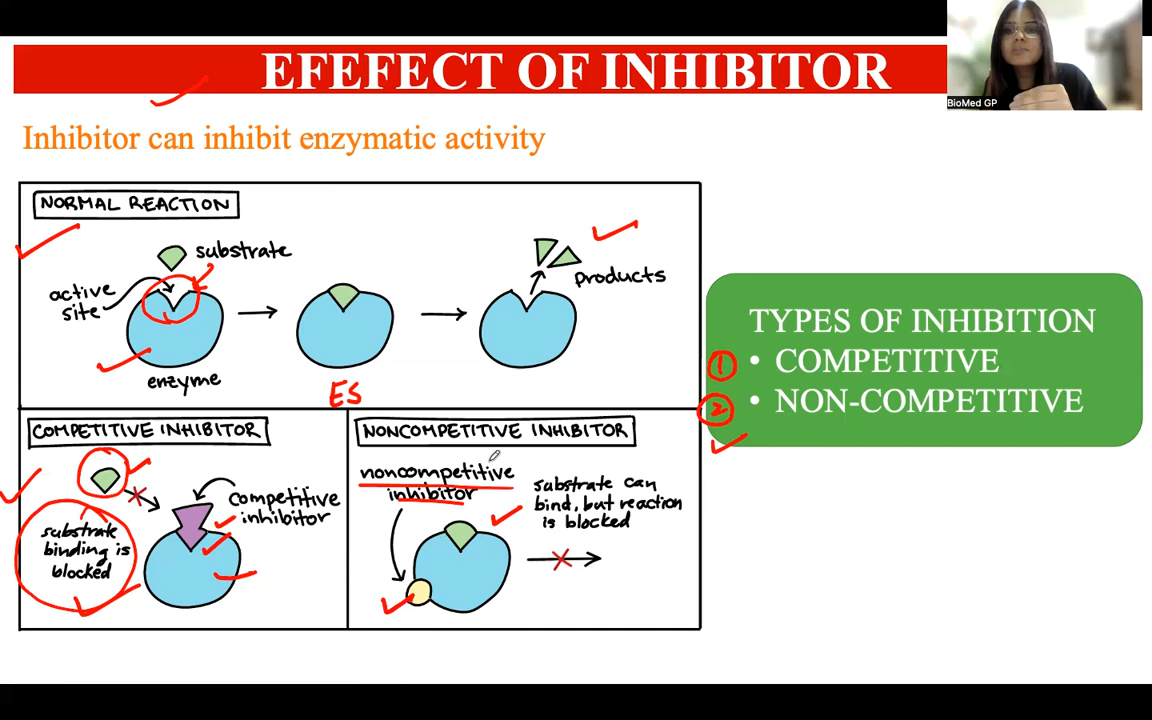 EFEFECT OF INHIBITOR
BioMed GP
Inhibitor can inhibit enzymatic activity
NORMAL REACTION
substrate
active
site
enzyme
products
ES
TYPES OF INHIBITION
① • COMPETITIVE
② • NON-COMPETITIVE
COMPETITIVE INHIBITOR
substrate
binding is
blocked
competitive
inhibitor
NONCOMPETITIVE INHIBITOR
noncompetitive
inhibitor
substrate can
bind, but reaction
is blocked